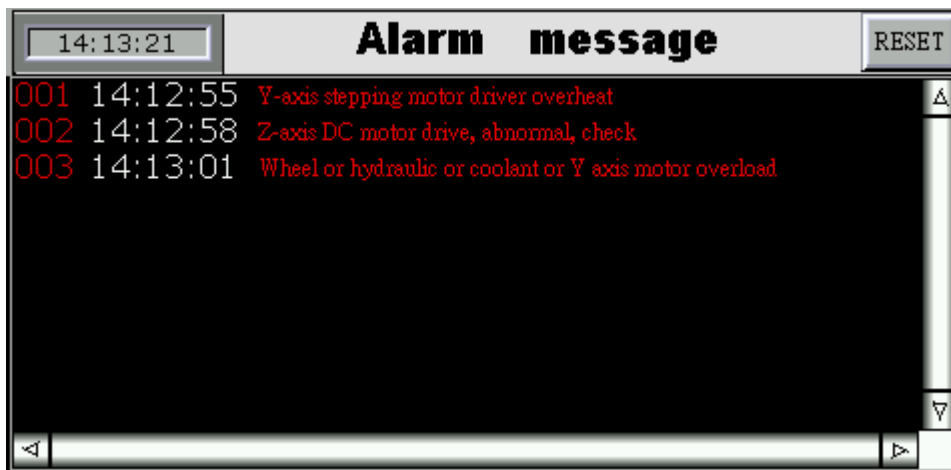 14:13:21 Alarm message RESET
001 14:12:55 Y-axis stepping motor driver overheat
002 14:12:58 Z-axis DC motor drive, abnormal, check
003 14:13:01 Wheel or hydraulic or coolant or Y axis motor overload